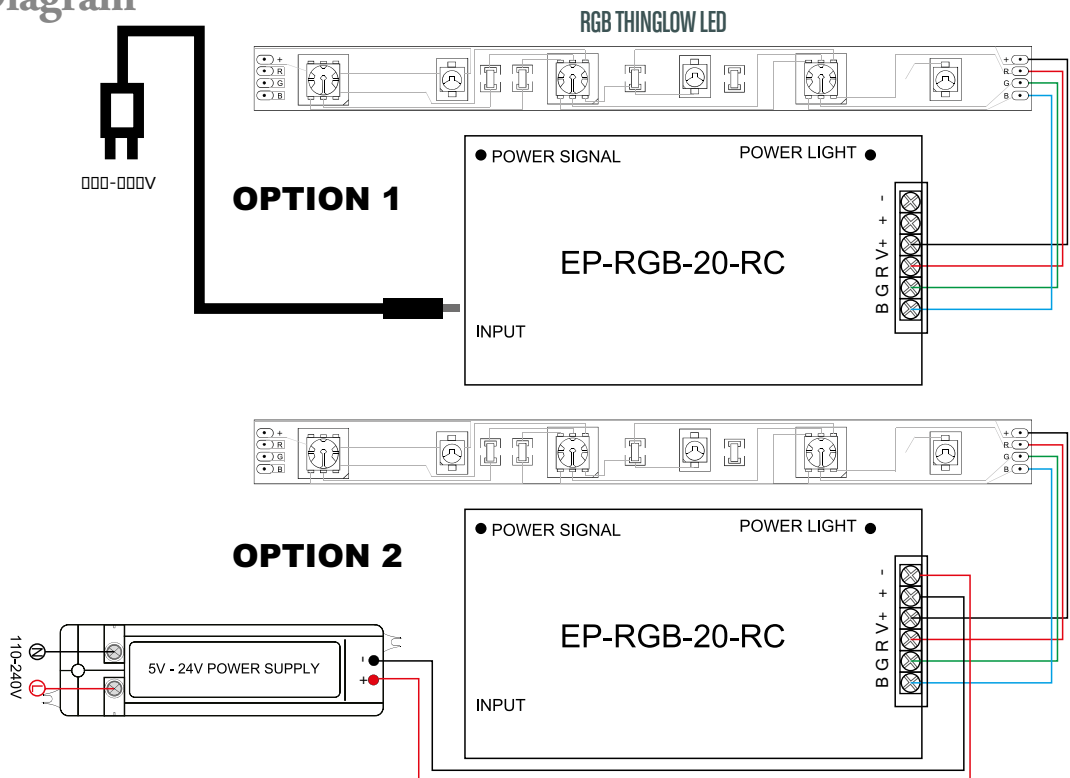 Diagram
RGB THINGLOW LED
+
R
G
B
+
R
G
B
-V
OPTION 1
POWER SIGNAL
POWER LIGHT
- + V+ R G B
EP-RGB-20-RC
INPUT
+
R
G
B
+
R
G
B
OPTION 2
POWER SIGNAL
POWER LIGHT
- + V+ R G B
EP-RGB-20-RC
INPUT
110-240V
N
L
5V - 24V POWER SUPPLY
-
+